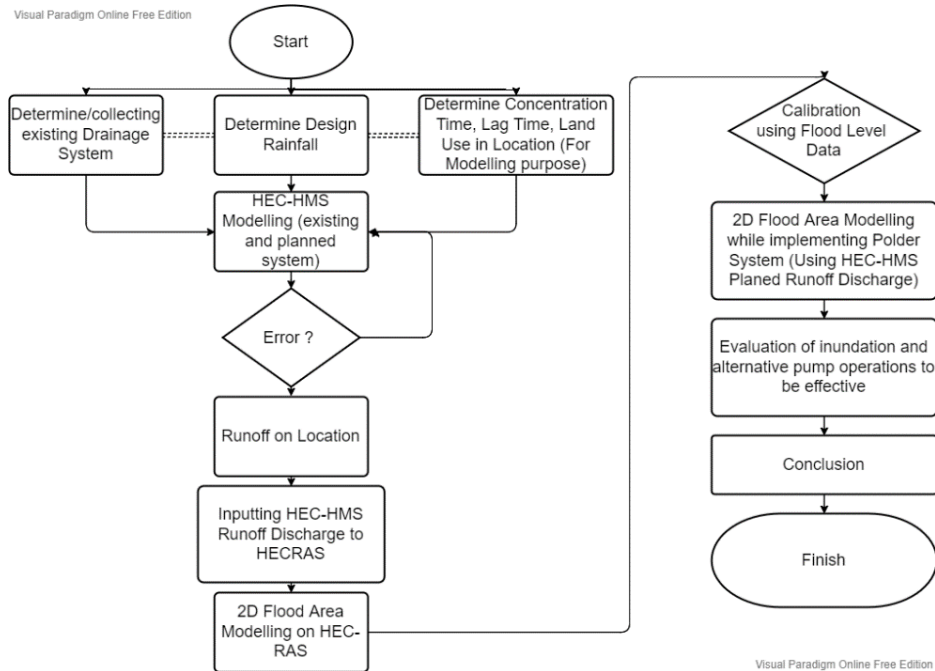 Visual Paradigm Online Free Edition
Start
Determine/collecting
existing Drainage
System
Determine Design
Rainfall
Determine Concentration
Time, Lag Time, Land
Use in Location (For
Modelling purpose)
HEC-HMS
Modelling (existing
and planned
system)
Error ?
Runoff on Location
Inputting HEC-HMS
Runoff Discharge to
HECRAS
2D Flood Area
Modelling on HEC-
RAS
Calibration
using Flood Level
Data
2D Flood Area Modelling
while implementing Polder
System (Using HEC-HMS
Planed Runoff Discharge)
Evaluation of inundation and
alternative pump operations to
be effective
Conclusion
Finish
Visual Paradigm Online Free Edition